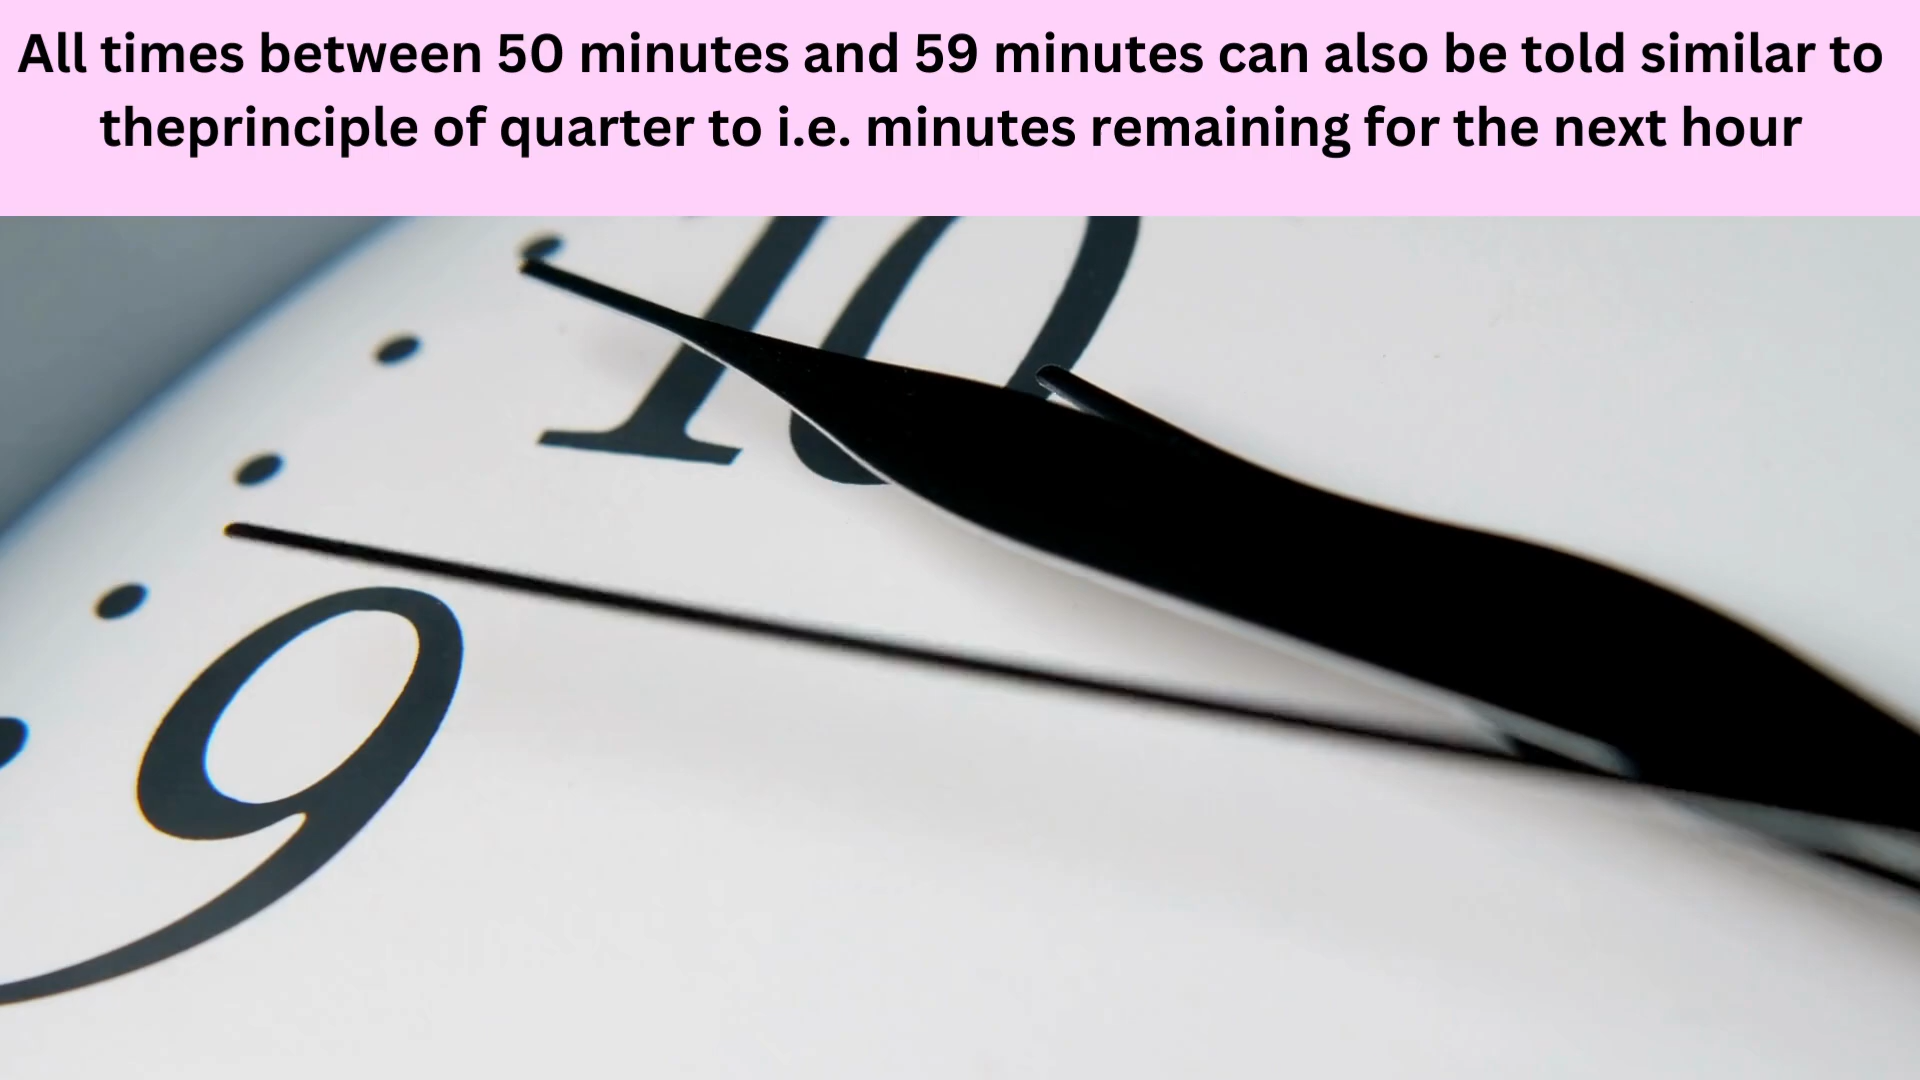 All times between 50 minutes and 59 minutes can also be told similar to
theprinciple of quarter to i.e. minutes remaining for the next hour
10
9